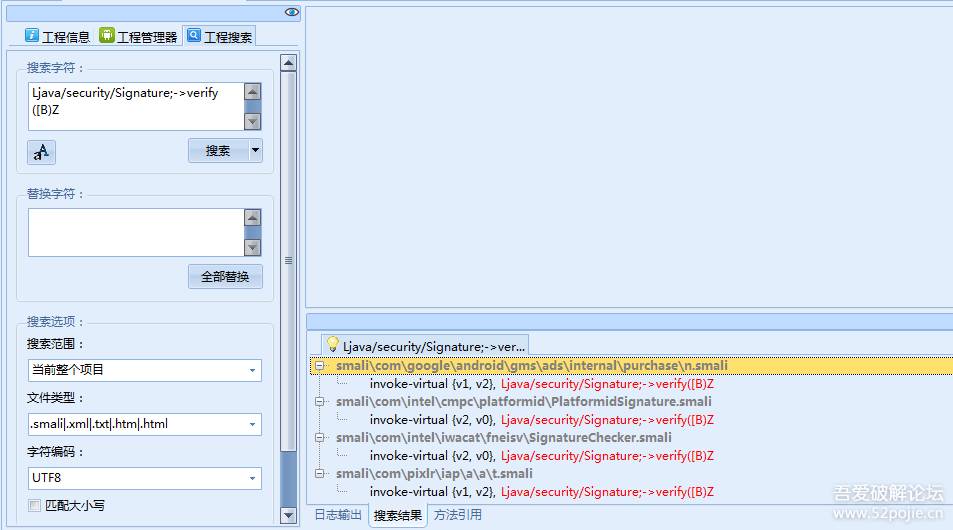 工程信息 工程管理器 工程搜索
搜索字符：
Ljava/security/Signature;->verify
([B)Z
aA
搜索
替换字符：
全部替换
搜索选项：
搜索范围：
当前整个项目
文件类型：
.smali|.xml|.txt|.htm|.html
字符编码：
UTF8
匹配大小写
Ljava/security/Signature;->ver...
smali\com\google\android\gms\ads\internal\purchase\n.smali
invoke-virtual {v1, v2}, Ljava/security/Signature;->verify([B)Z
smali\com\intel\cmpc\platformid\PlatformidSignature.smali
invoke-virtual {v2, v0}, Ljava/security/Signature;->verify([B)Z
smali\com\intel\iwacat\fneisv\SignatureChecker.smali
invoke-virtual {v2, v0}, Ljava/security/Signature;->verify([B)Z
smali\com\pixlr\iap\a\a\t.smali
invoke-virtual {v1, v2}, Ljava/security/Signature;->verify([B)Z
日志输出 搜索结果 方法引用
吾爱破解论坛
www.52pojie.cn